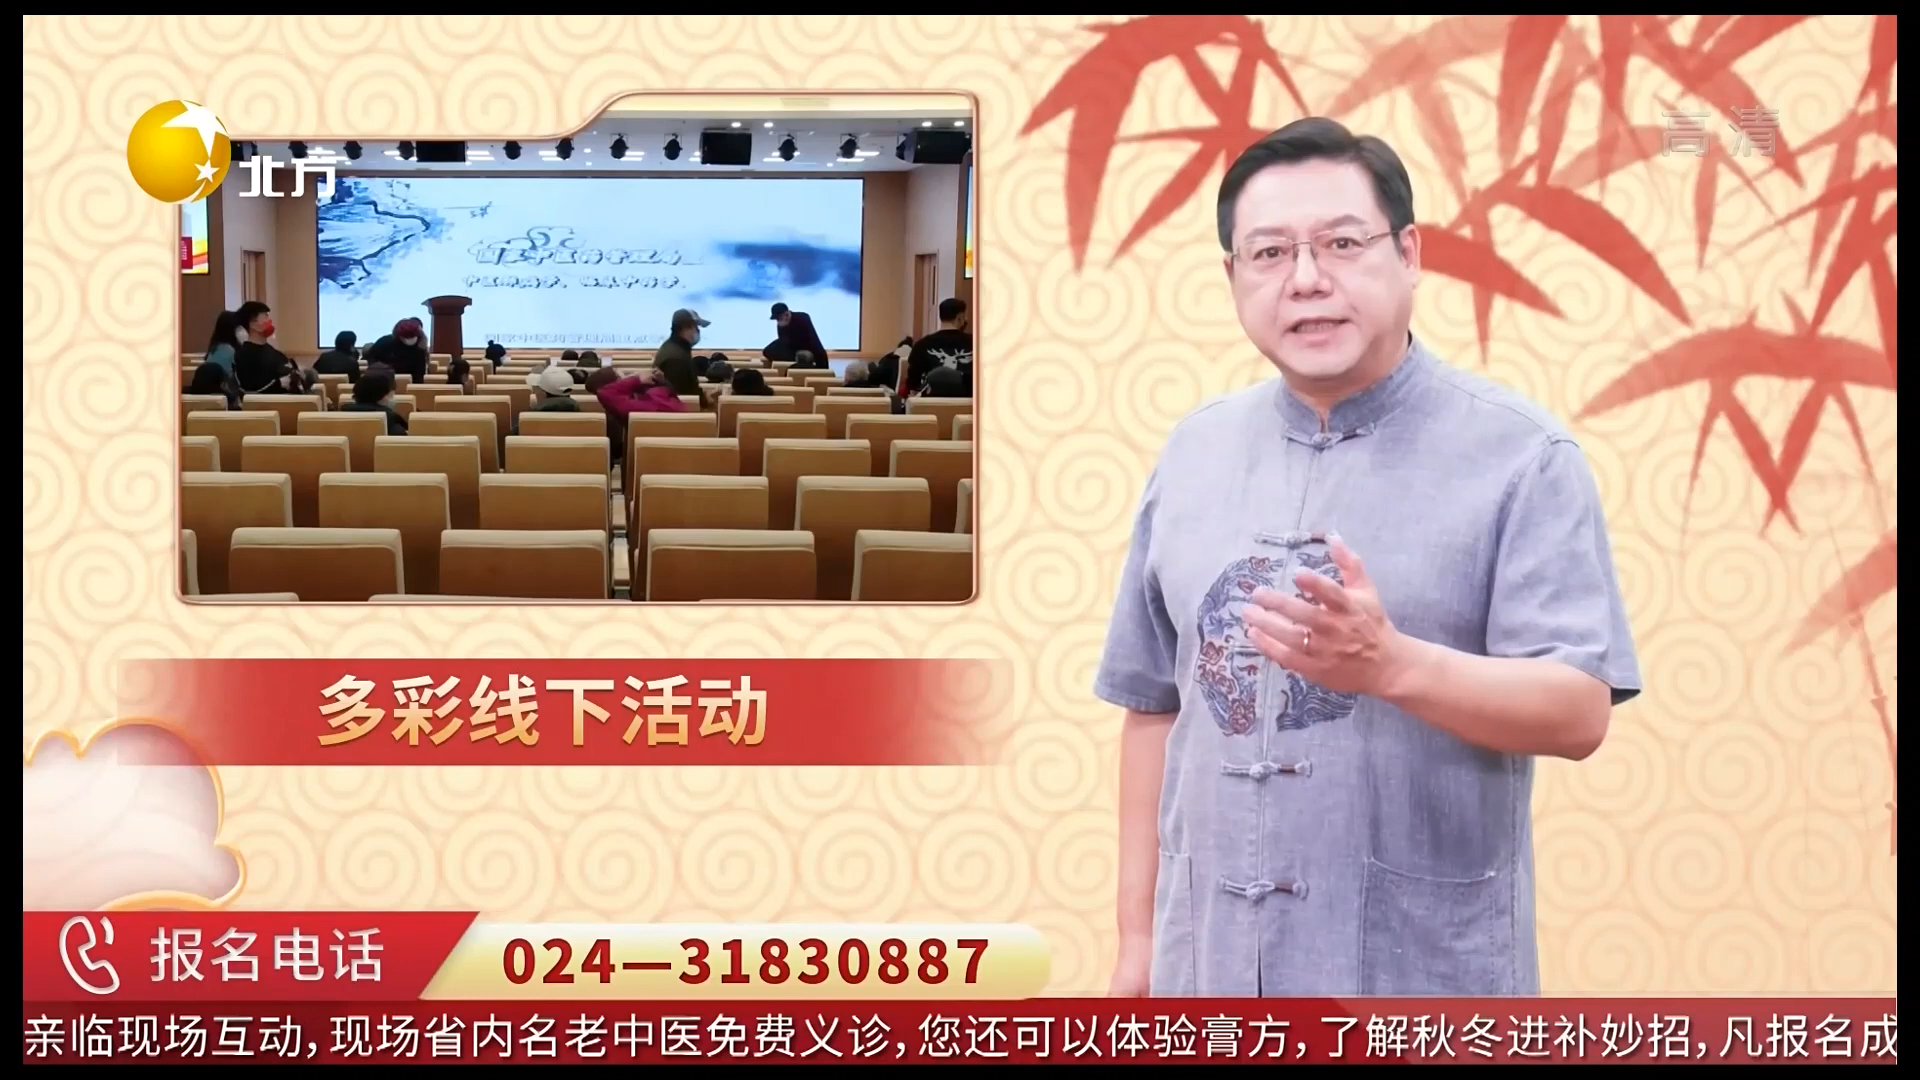 高清
北方
多彩线下活动
报名电话
024—31830887
亲临现场互动，现场省内名老中医免费义诊，您还可以体验膏方，了解秋冬进补妙招，凡报名成